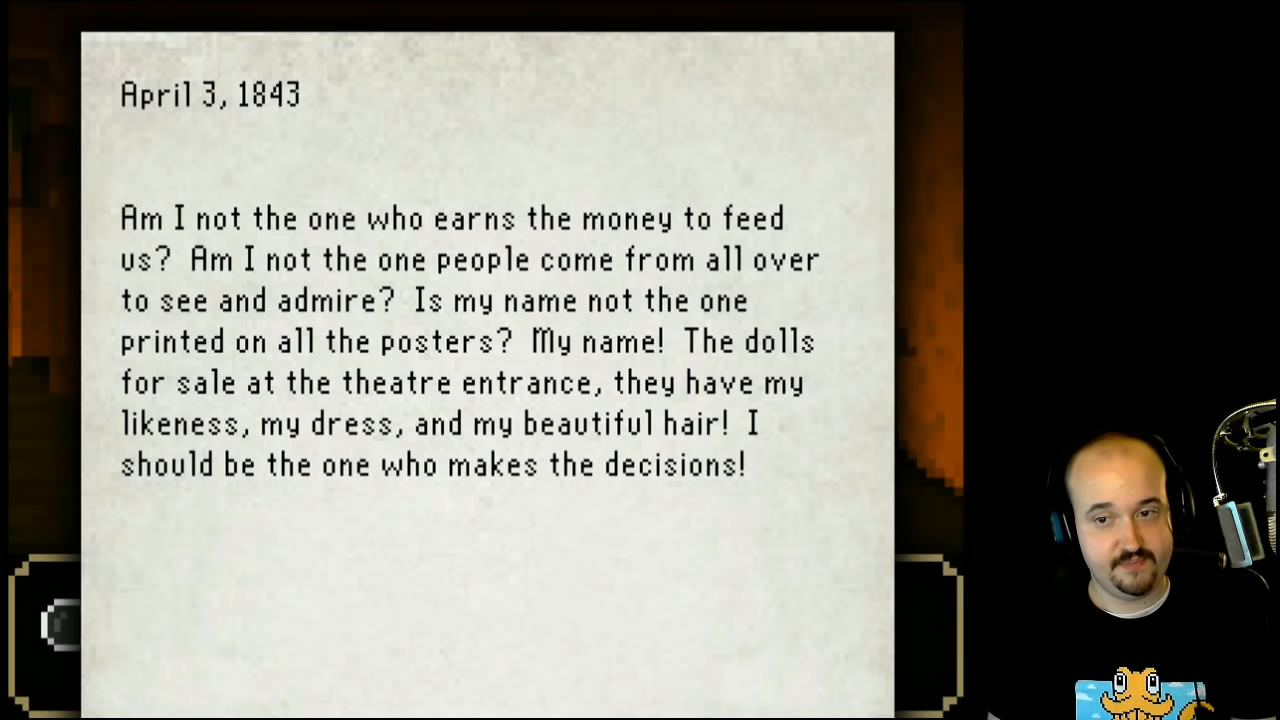 April 3, 1843
Am I not the one who earns the money to feed
us? Am I not the one people come from all over
to see and admire? Is my name not the one
printed on all the posters? My name! The dolls
for sale at the theatre entrance, they have my
likeness, my dress, and my beautiful hair! I
should be the one who makes the decisions!